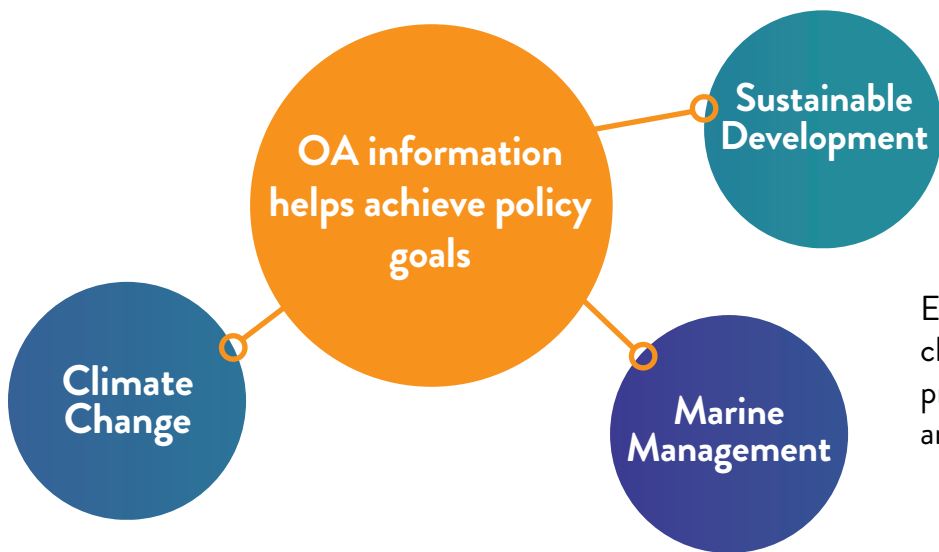 OA information
helps achieve policy
goals
Sustainable
Development
Climate
Change
Marine
Management